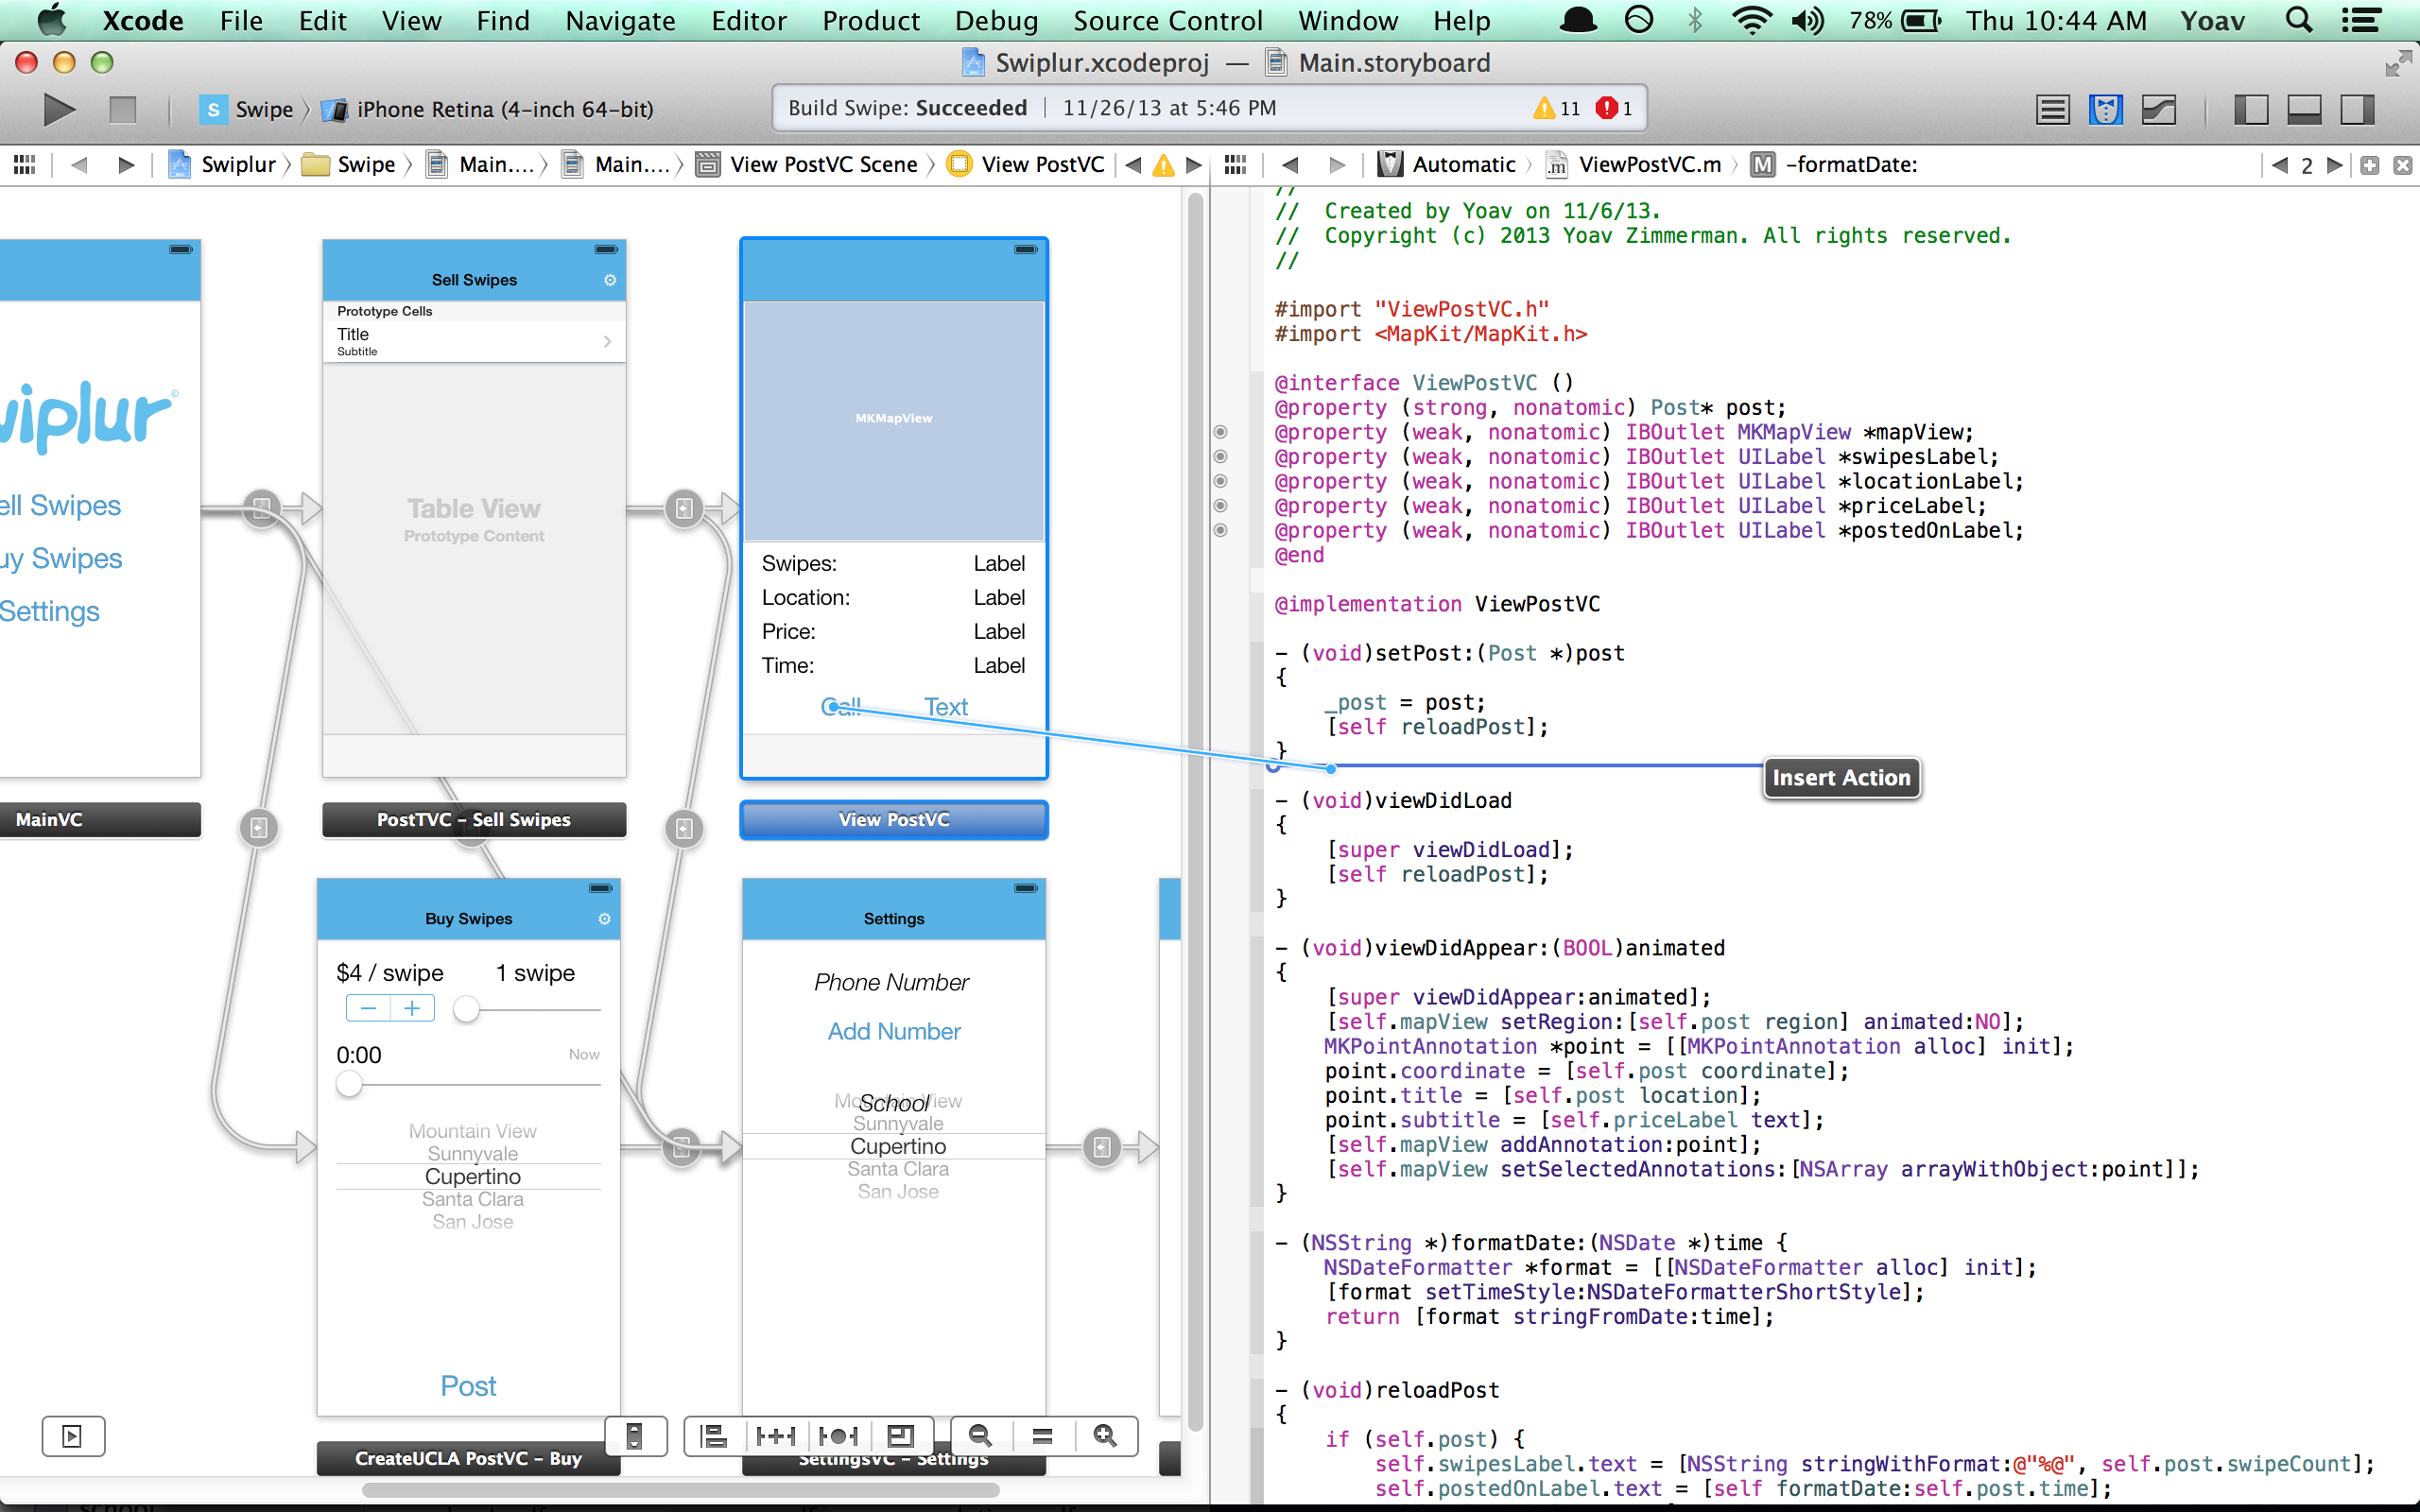 Xcode File Edit View Find Navigate Editor Product Debug Source Control Window Help 78% Thu 10:44 AM Yoav
Swiplur.xcodeproj — Main.storyboard
S Swipe iPhone Retina (4-inch 64-bit)
Build Swipe: Succeeded | 11/26/13 at 5:46 PM 11 1
Swiplur Swipe Main.... Main.... View PostVC Scene View PostVC
Automatic ViewPostVC.m M -formatDate: 2
wiplur
ell Swipes
uy Swipes
Settings
MainVC
Sell Swipes
Prototype Cells
Title
Subtitle
Table View
Prototype Content
PostTVC – Sell Swipes
MKMapView
Swipes: Label
Location: Label
Price: Label
Time: Label
Call Text
View PostVC
Buy Swipes
$4 / swipe 1 swipe
− +
0:00 Now
Mountain View
Sunnyvale
Cupertino
Santa Clara
San Jose
Post
CreateUCLA PostVC – Buy
Settings
Phone Number
Add Number
School
Mountain View
Sunnyvale
Cupertino
Santa Clara
San Jose
SettingsVC – Settings
//
//  Created by Yoav on 11/6/13.
//  Copyright (c) 2013 Yoav Zimmerman. All rights reserved.
//
#import "ViewPostVC.h"
#import <MapKit/MapKit.h>
@interface ViewPostVC ()
@property (strong, nonatomic) Post* post;
@property (weak, nonatomic) IBOutlet MKMapView *mapView;
@property (weak, nonatomic) IBOutlet UILabel *swipesLabel;
@property (weak, nonatomic) IBOutlet UILabel *locationLabel;
@property (weak, nonatomic) IBOutlet UILabel *priceLabel;
@property (weak, nonatomic) IBOutlet UILabel *postedOnLabel;
@end
@implementation ViewPostVC
- (void)setPost:(Post *)post
{
    _post = post;
    [self reloadPost];
}
Insert Action
- (void)viewDidLoad
{
    [super viewDidLoad];
    [self reloadPost];
}
- (void)viewDidAppear:(BOOL)animated
{
    [super viewDidAppear:animated];
    [self.mapView setRegion:[self.post region] animated:NO];
    MKPointAnnotation *point = [[MKPointAnnotation alloc] init];
    point.coordinate = [self.post coordinate];
    point.title = [self.post location];
    point.subtitle = [self.priceLabel text];
    [self.mapView addAnnotation:point];
    [self.mapView setSelectedAnnotations:[NSArray arrayWithObject:point]];
}
- (NSString *)formatDate:(NSDate *)time {
    NSDateFormatter *format = [[NSDateFormatter alloc] init];
    [format setTimeStyle:NSDateFormatterShortStyle];
    return [format stringFromDate:time];
}
- (void)reloadPost
{
    if (self.post) {
        self.swipesLabel.text = [NSString stringWithFormat:@"%@", self.post.swipeCount];
        self.postedOnLabel.text = [self formatDate:self.post.time];